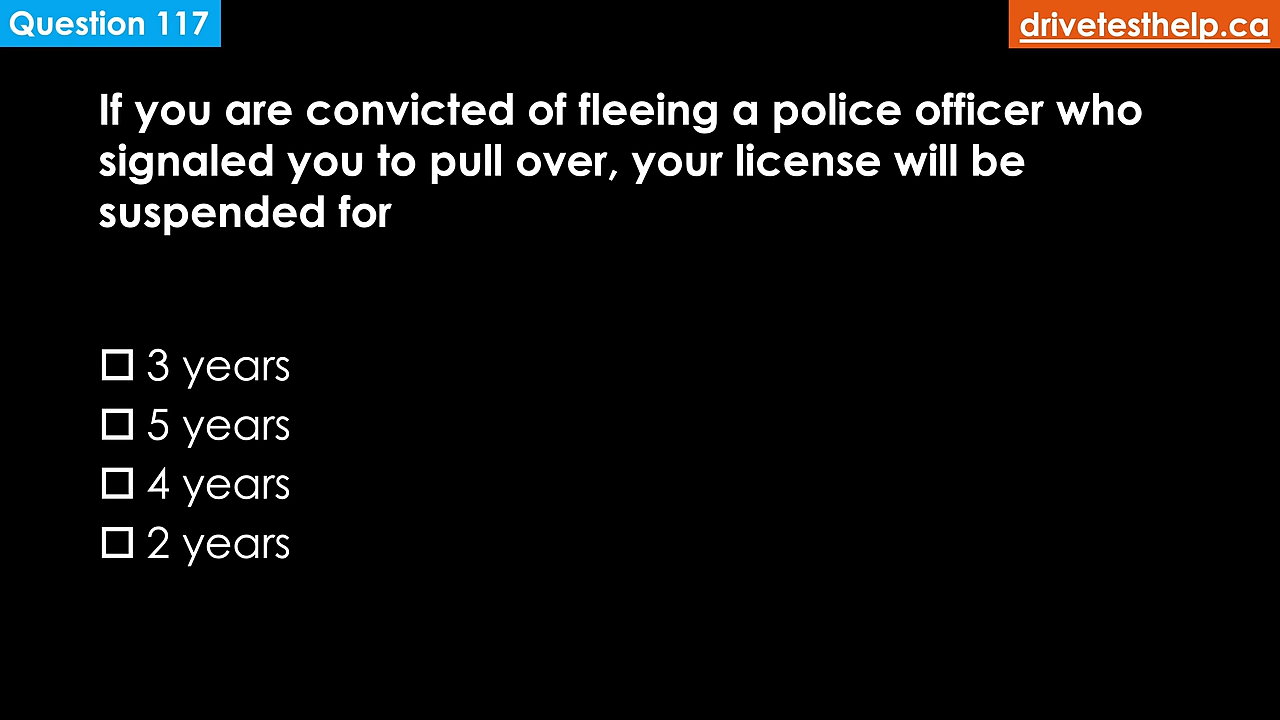 Question 117
drivetesthelp.ca
If you are convicted of fleeing a police officer who
signaled you to pull over, your license will be
suspended for
3 years
5 years
4 years
2 years